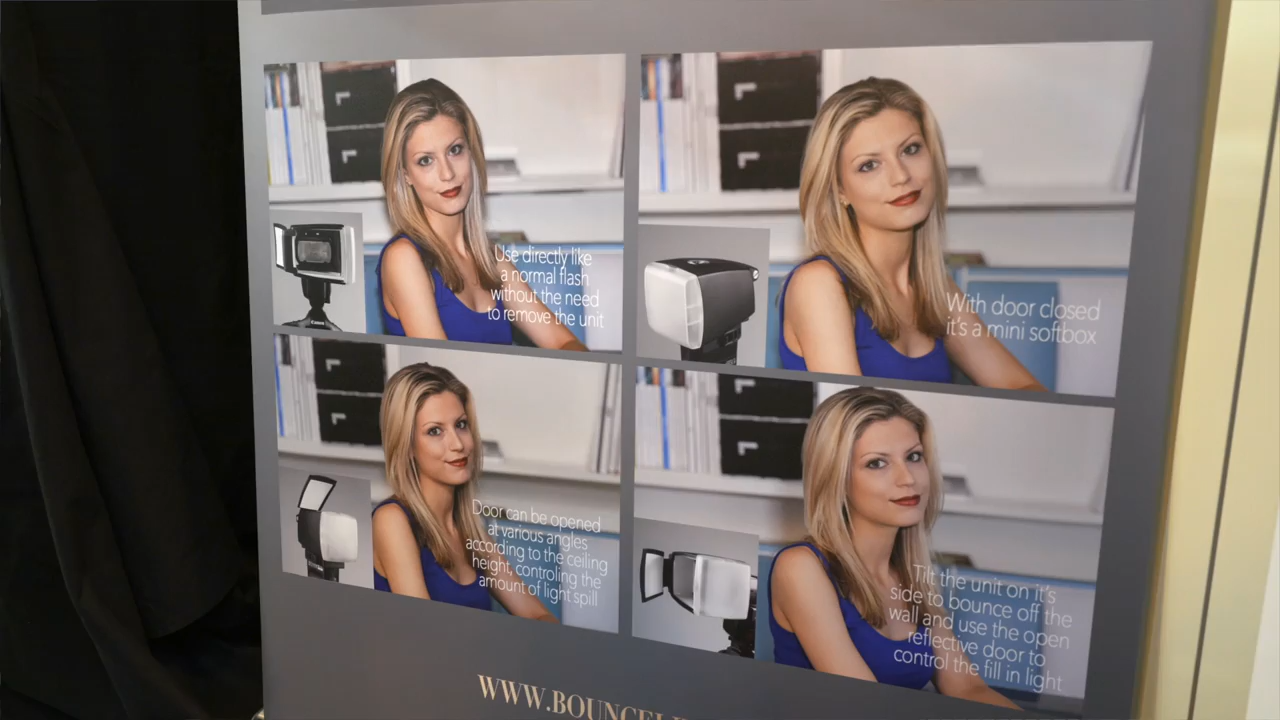 Use directly like
a normal flash
without the need
to remove the unit
With door closed
it's a mini softbox
Door can be opened
at various angles
according to the ceiling
height, controling the
amount of light spill
Tilt the unit on it's
side to bounce off the
wall and use the open
reflective door to
control the fill in light